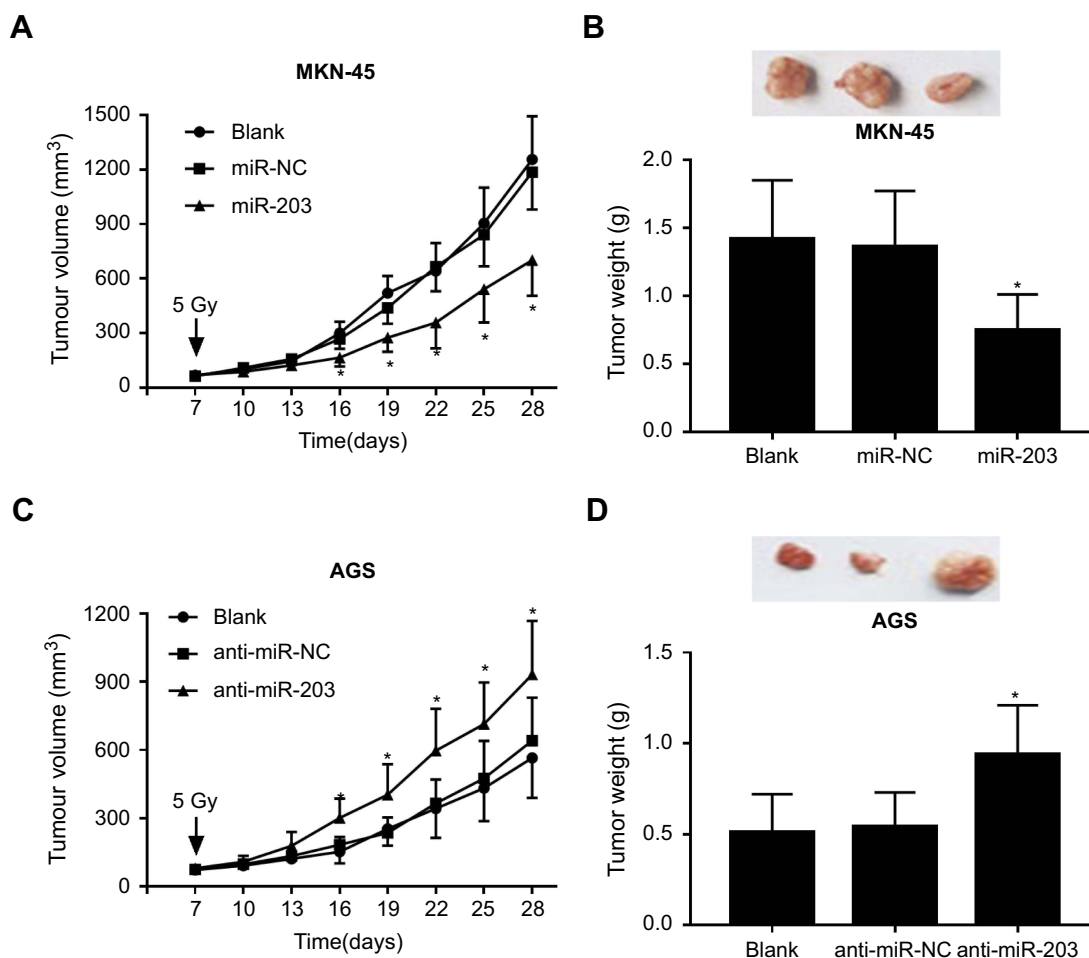 A
MKN-45
Tumour volume (mm³)
1500
1200
900
600
300
0
Blank
miR-NC
miR-203
5 Gy
*
*
*
*
*
7 10 13 16 19 22 25 28
Time(days)
B
MKN-45
Tumor weight (g)
2.0
1.5
1.0
0.5
0.0
*
Blank miR-NC miR-203
C
AGS
Tumour volume (mm³)
1200
900
600
300
0
Blank
anti-miR-NC
anti-miR-203
5 Gy
*
*
*
*
*
7 10 13 16 19 22 25 28
Time(days)
D
AGS
Tumor weight (g)
1.5
1.0
0.5
0.0
*
Blank anti-miR-NC anti-miR-203